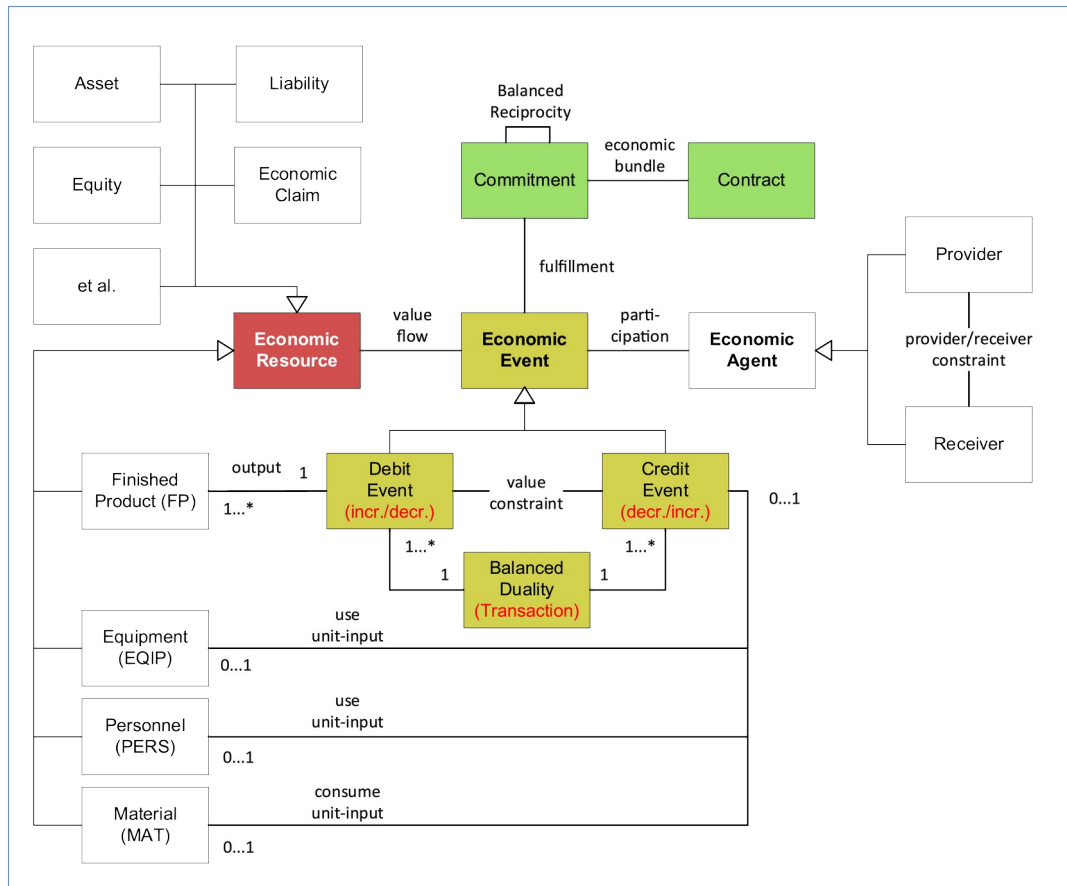 Asset
Liability
Balanced
Reciprocity
Equity
Economic
Claim
Commitment
economic
bundle
Contract
et al.
fulfillment
Provider
Economic
Resource
value
flow
Economic
Event
parti-
cipation
Economic
Agent
provider/receiver
constraint
Receiver
Finished
Product (FP)
output
1
1...*
Debit
Event
(incr./decr.)
value
constraint
Credit
Event
(decr./incr.)
0...1
1...*
1...*
1
Balanced
Duality
(Transaction)
1
Equipment
(EQIP)
use
unit-input
0...1
Personnel
(PERS)
use
unit-input
0...1
Material
(MAT)
consume
unit-input
0...1